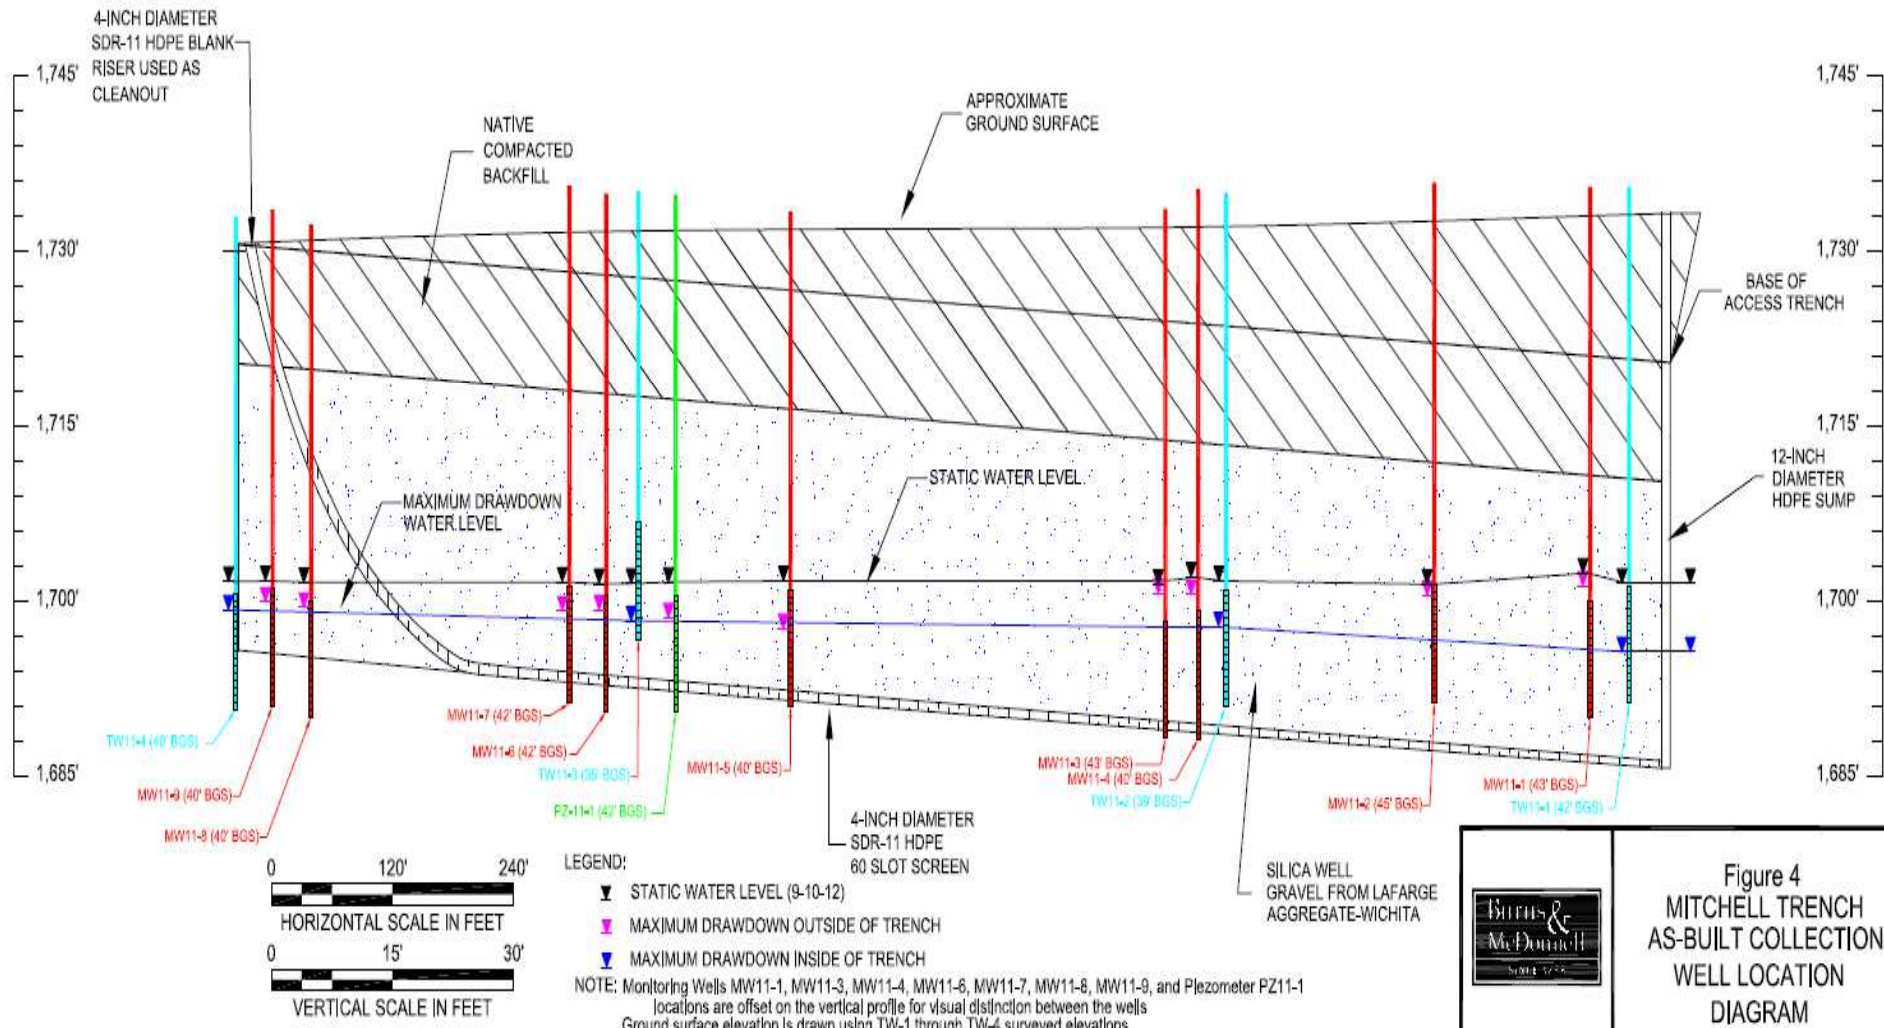 4-INCH DIAMETER
SDR-11 HDPE BLANK
RISER USED AS
CLEANOUT
1,745'
1,730'
1,715'
1,700'
1,685'
NATIVE
COMPACTED
BACKFILL
APPROXIMATE
GROUND SURFACE
1,745'
1,730'
1,715'
1,700'
1,685'
BASE OF
ACCESS TRENCH
12-INCH
DIAMETER
HDPE SUMP
MAXIMUM DRAWDOWN
WATER LEVEL
STATIC WATER LEVEL
TW11-4 (40' BGS)
MW11-9 (40' BGS)
MW11-8 (40' BGS)
MW11-7 (42' BGS)
MW11-6 (42' BGS)
TW11-3 BGS)
PZ-11-1 BGS)
MW11-5 (40' BGS)
MW11-3 (43' BGS)
MW11-4 BGS)
TW11-2 (39' BGS)
MW11-2 (45' BGS)
MW11-1 (43' BGS)
TW11-1 (42' BGS)
4-INCH DIAMETER
SDR-11 HDPE
60 SLOT SCREEN
SILICA WELL
GRAVEL FROM LAFARGE
AGGREGATE-WICHITA
0 120' 240'
HORIZONTAL SCALE IN FEET
0 15' 30'
VERTICAL SCALE IN FEET
LEGEND:
STATIC WATER LEVEL (9-10-12)
MAXIMUM DRAWDOWN OUTSIDE OF TRENCH
MAXIMUM DRAWDOWN INSIDE OF TRENCH
NOTE: Monitoring Wells MW11-1, MW11-3, MW11-4, MW11-6, MW11-7, MW11-8, MW11-9, and Piezometer PZ11-1
locations are offset on the vertical profile for visual distinction between the wells
Ground surface elevation is drawn using TW-1 through TW-4 surveyed elevations
Burns &
McDonnell
Figure 4
MITCHELL TRENCH
AS-BUILT COLLECTION
WELL LOCATION
DIAGRAM